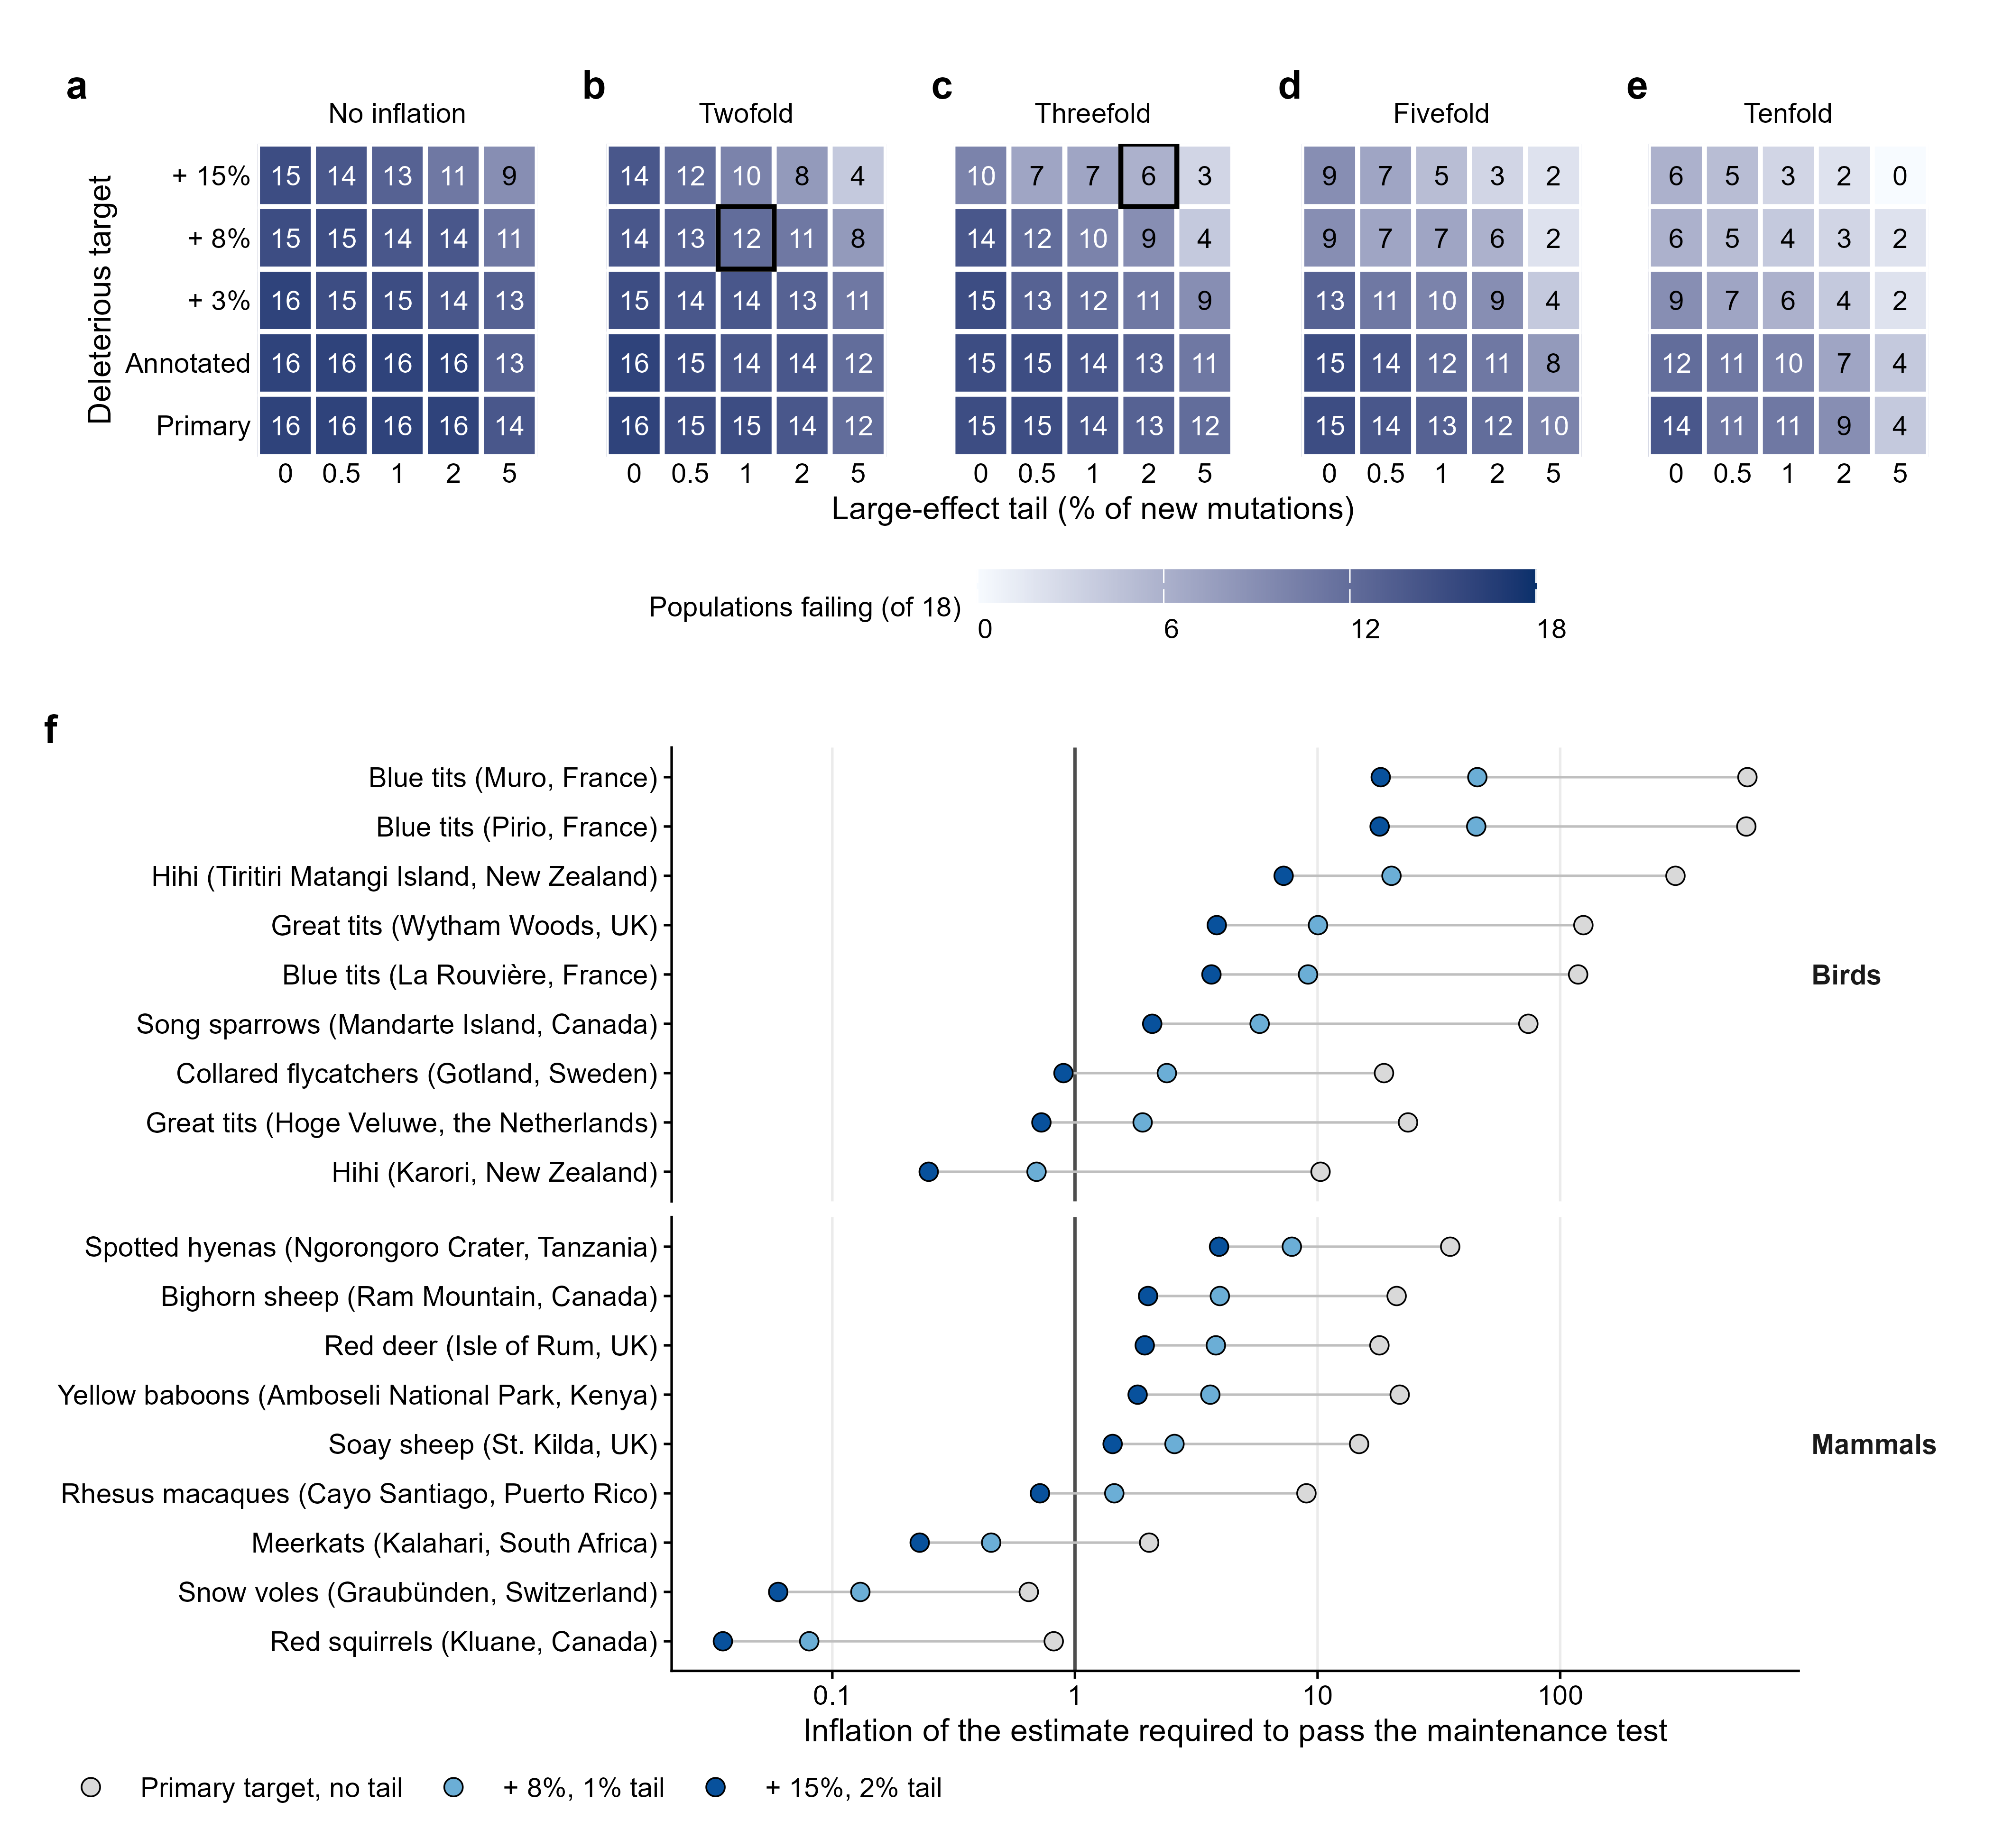 a b c d e
No inflation Twofold Threefold Fivefold Tenfold
Deleterious target
+ 15% 15 14 13 11 9 14 12 10 8 4 10 7 7 6 3 9 7 5 3 2 6 5 3 2 0
+ 8% 15 15 14 14 11 14 13 12 11 8 14 12 10 9 4 9 7 7 6 2 6 5 4 3 2
+ 3% 16 15 15 14 13 15 14 14 13 11 15 13 12 11 9 13 11 10 9 4 9 7 6 4 2
Annotated 16 16 16 16 13 16 15 14 14 12 15 15 14 13 11 15 14 12 11 8 12 11 10 7 4
Primary 16 16 16 16 14 16 15 15 14 12 15 15 14 13 12 15 14 13 12 10 14 11 11 9 4
0 0.5 1 2 5 0 0.5 1 2 5 0 0.5 1 2 5 0 0.5 1 2 5 0 0.5 1 2 5
Large-effect tail (% of new mutations)
Populations failing (of 18)
0 6 12 18
f
Blue tits (Muro, France)
Blue tits (Pirio, France)
Hihi (Tiritiri Matangi Island, New Zealand)
Great tits (Wytham Woods, UK)
Blue tits (La Rouvière, France)
Song sparrows (Mandarte Island, Canada)
Collared flycatchers (Gotland, Sweden)
Great tits (Hoge Veluwe, the Netherlands)
Hihi (Karori, New Zealand)
Birds
Spotted hyenas (Ngorongoro Crater, Tanzania)
Bighorn sheep (Ram Mountain, Canada)
Red deer (Isle of Rum, UK)
Yellow baboons (Amboseli National Park, Kenya)
Soay sheep (St. Kilda, UK)
Rhesus macaques (Cayo Santiago, Puerto Rico)
Meerkats (Kalahari, South Africa)
Snow voles (Graubünden, Switzerland)
Red squirrels (Kluane, Canada)
Mammals
0.1 1 10 100
Inflation of the estimate required to pass the maintenance test
Primary target, no tail + 8%, 1% tail + 15%, 2% tail